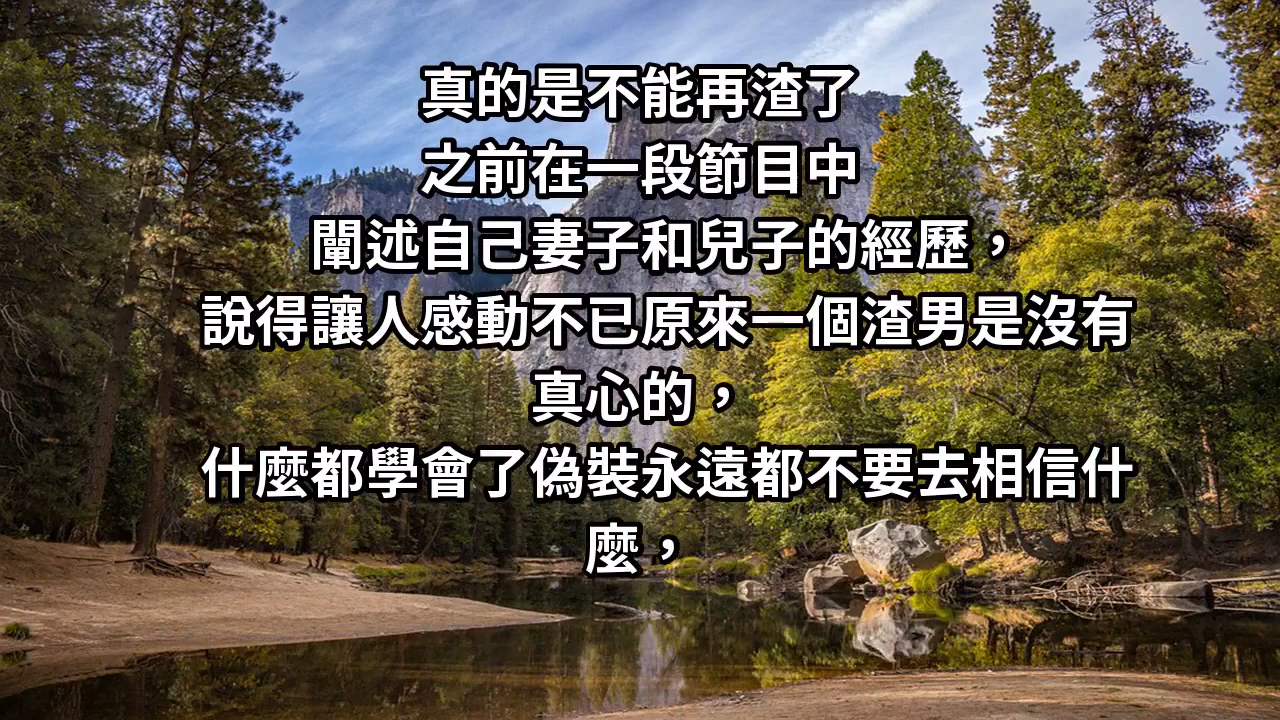 真的是不能再渣了
之前在一段節目中
闡述自己妻子和兒子的經歷，
說得讓人感動不已原來一個渣男是沒有
真心的，
什麼都學會了偽裝永遠都不要去相信什
麼，